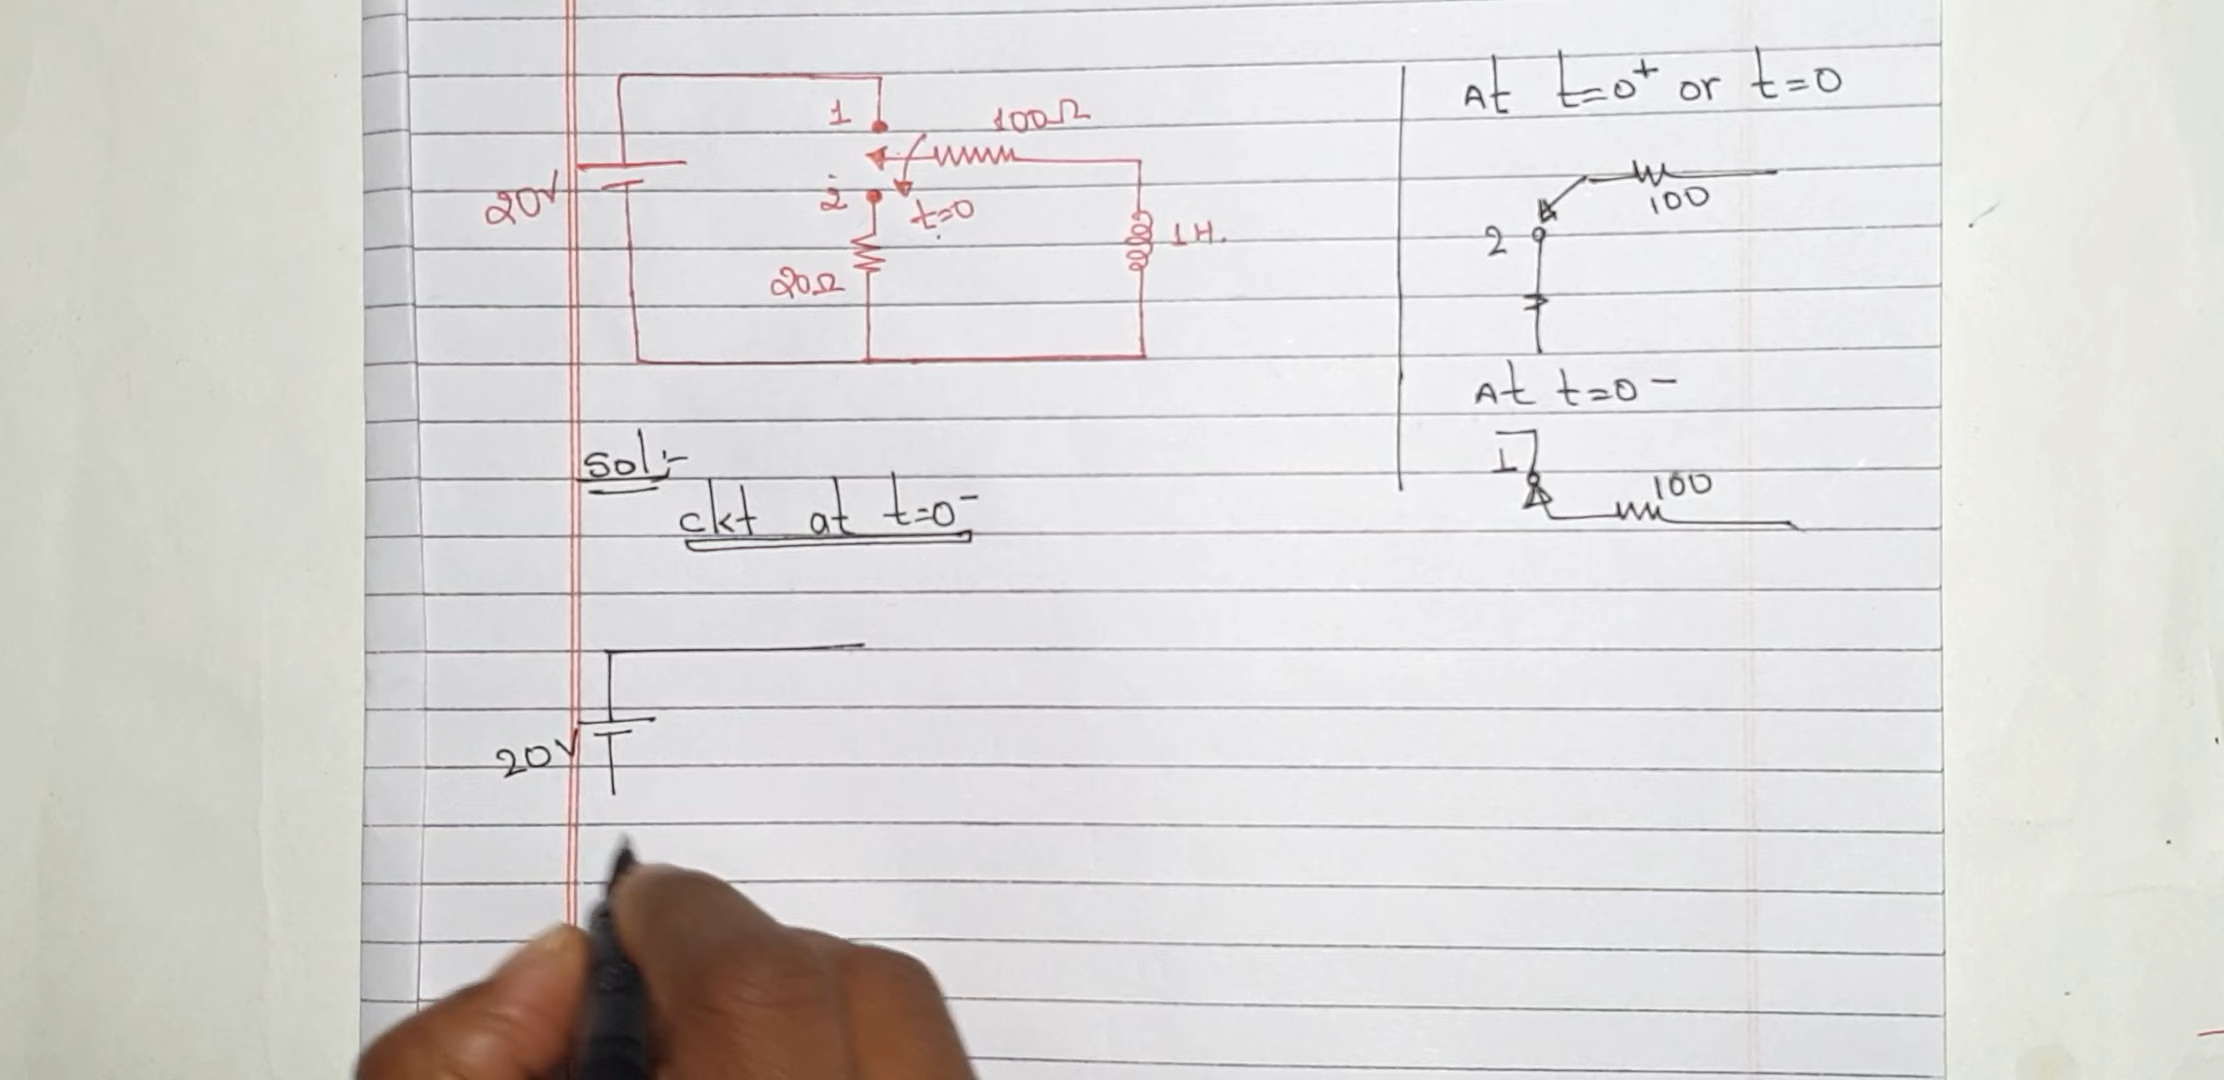 1
100Ω
20V
2
t=0
1H.
20Ω
At t=0+ or t=0
100
2
At t=0-
1
100
Sol:-
ckt at t=0-
20V